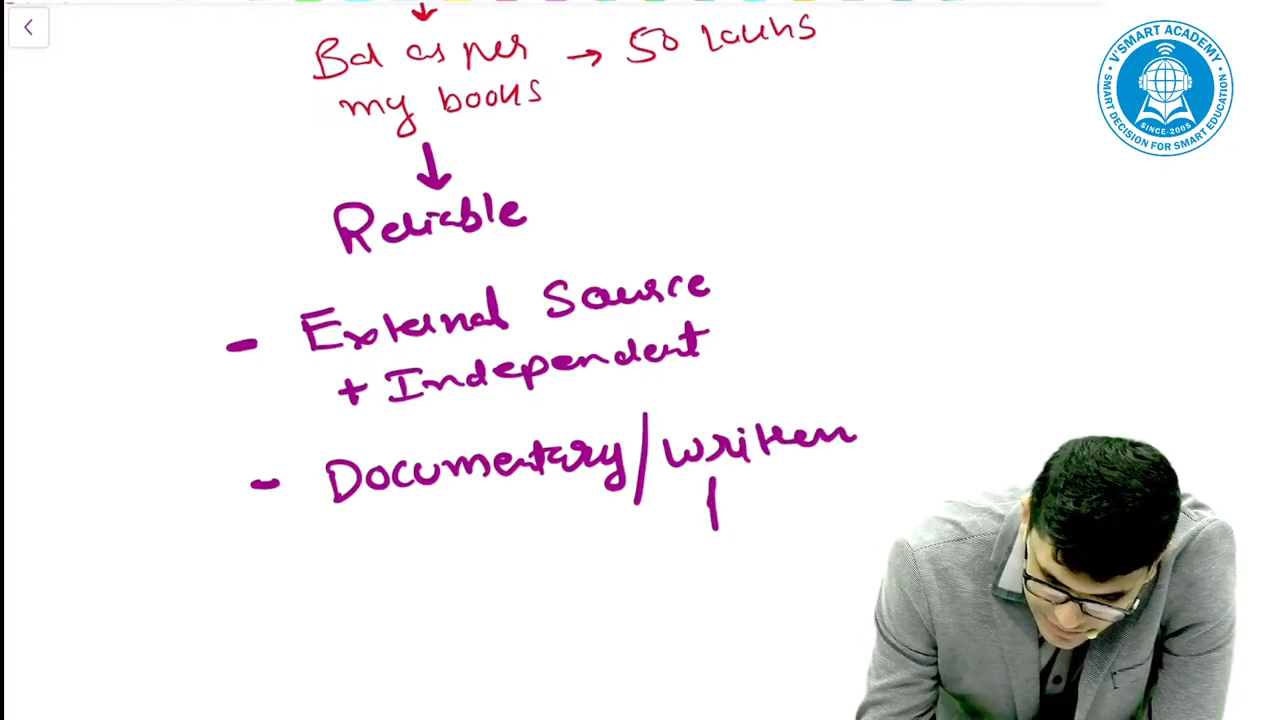 Bal as per → 50 lakhs
my books
Reliable
- External Source
+ Independent
- Documentary/written
V'SMART ACADEMY
SINCE-2005
SMART DECISION FOR SMART EDUCATION